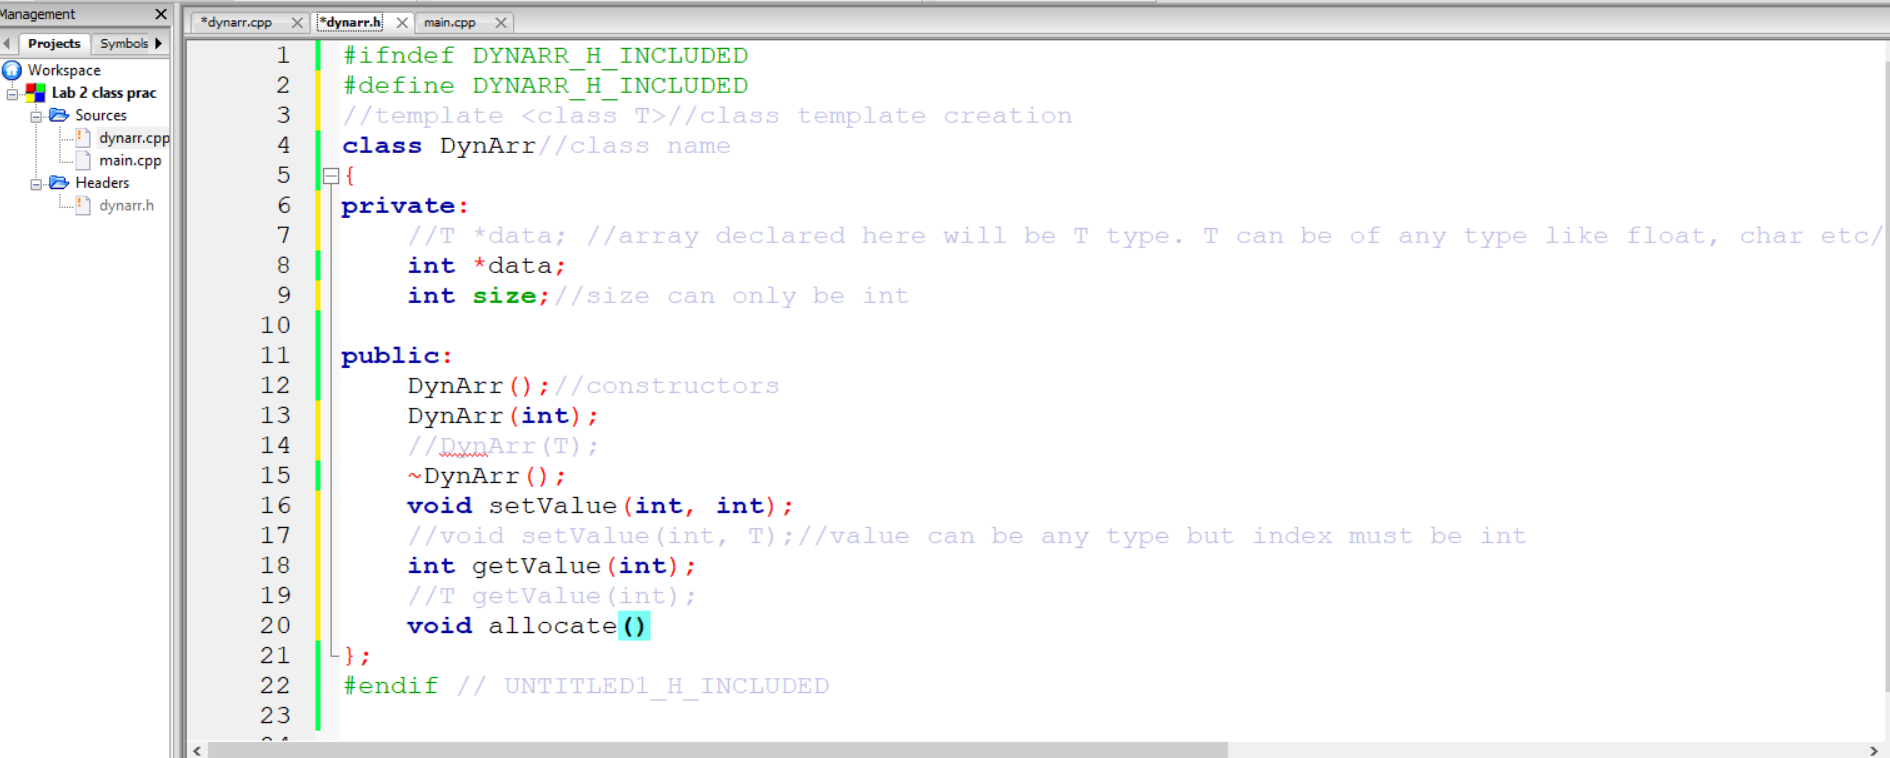 Management
Projects Symbols
Workspace
Lab 2 class prac
Sources
dynarr.cpp
main.cpp
Headers
dynarr.h
*dynarr.cpp *dynarr.h main.cpp
1 #ifndef DYNARR_H_INCLUDED
2 #define DYNARR_H_INCLUDED
3 //template <class T>//class template creation
4 class DynArr//class name
5 {
6 private:
7 //T *data; //array declared here will be T type. T can be of any type like float, char etc/
8 int *data;
9 int size;//size can only be int
10
11 public:
12 DynArr();//constructors
13 DynArr(int);
14 //DynArr(T);
15 ~DynArr();
16 void setValue(int, int);
17 //void setValue(int, T);//value can be any type but index must be int
18 int getValue(int);
19 //T getValue(int);
20 void allocate()
21 };
22 #endif // UNTITLED1_H_INCLUDED
23